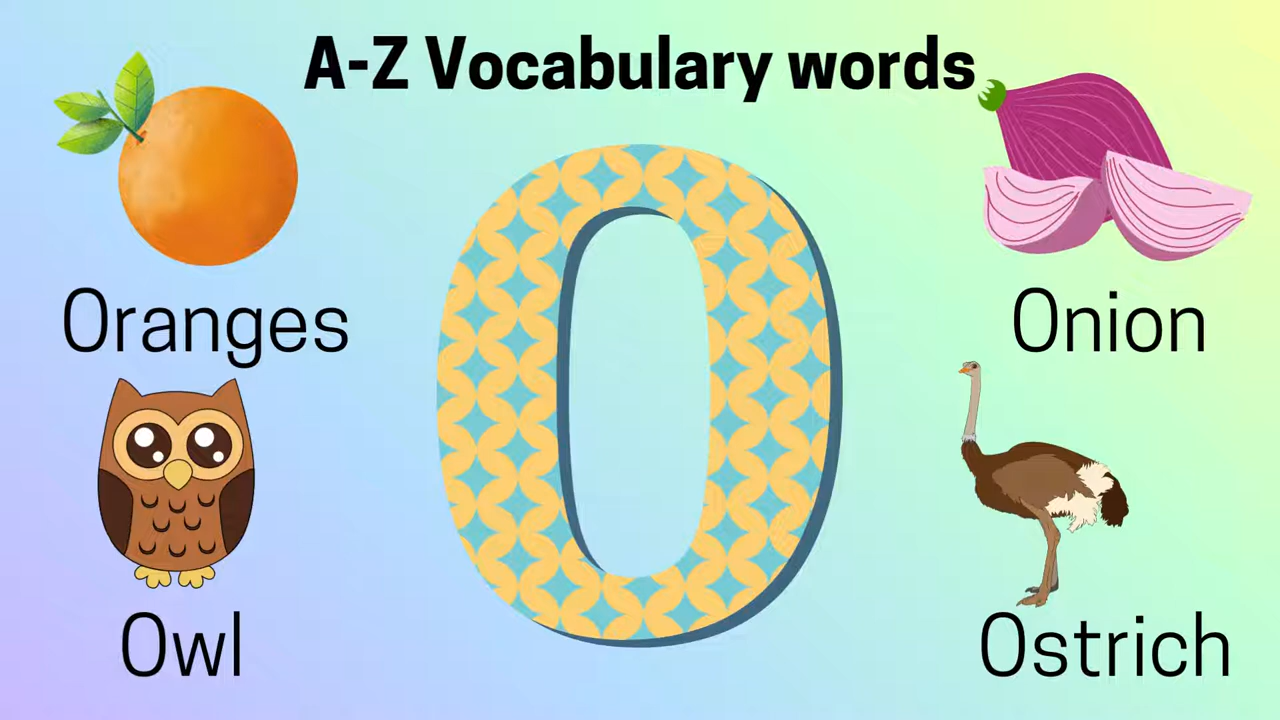 A-Z Vocabulary words
O
Oranges
Onion
Owl
Ostrich